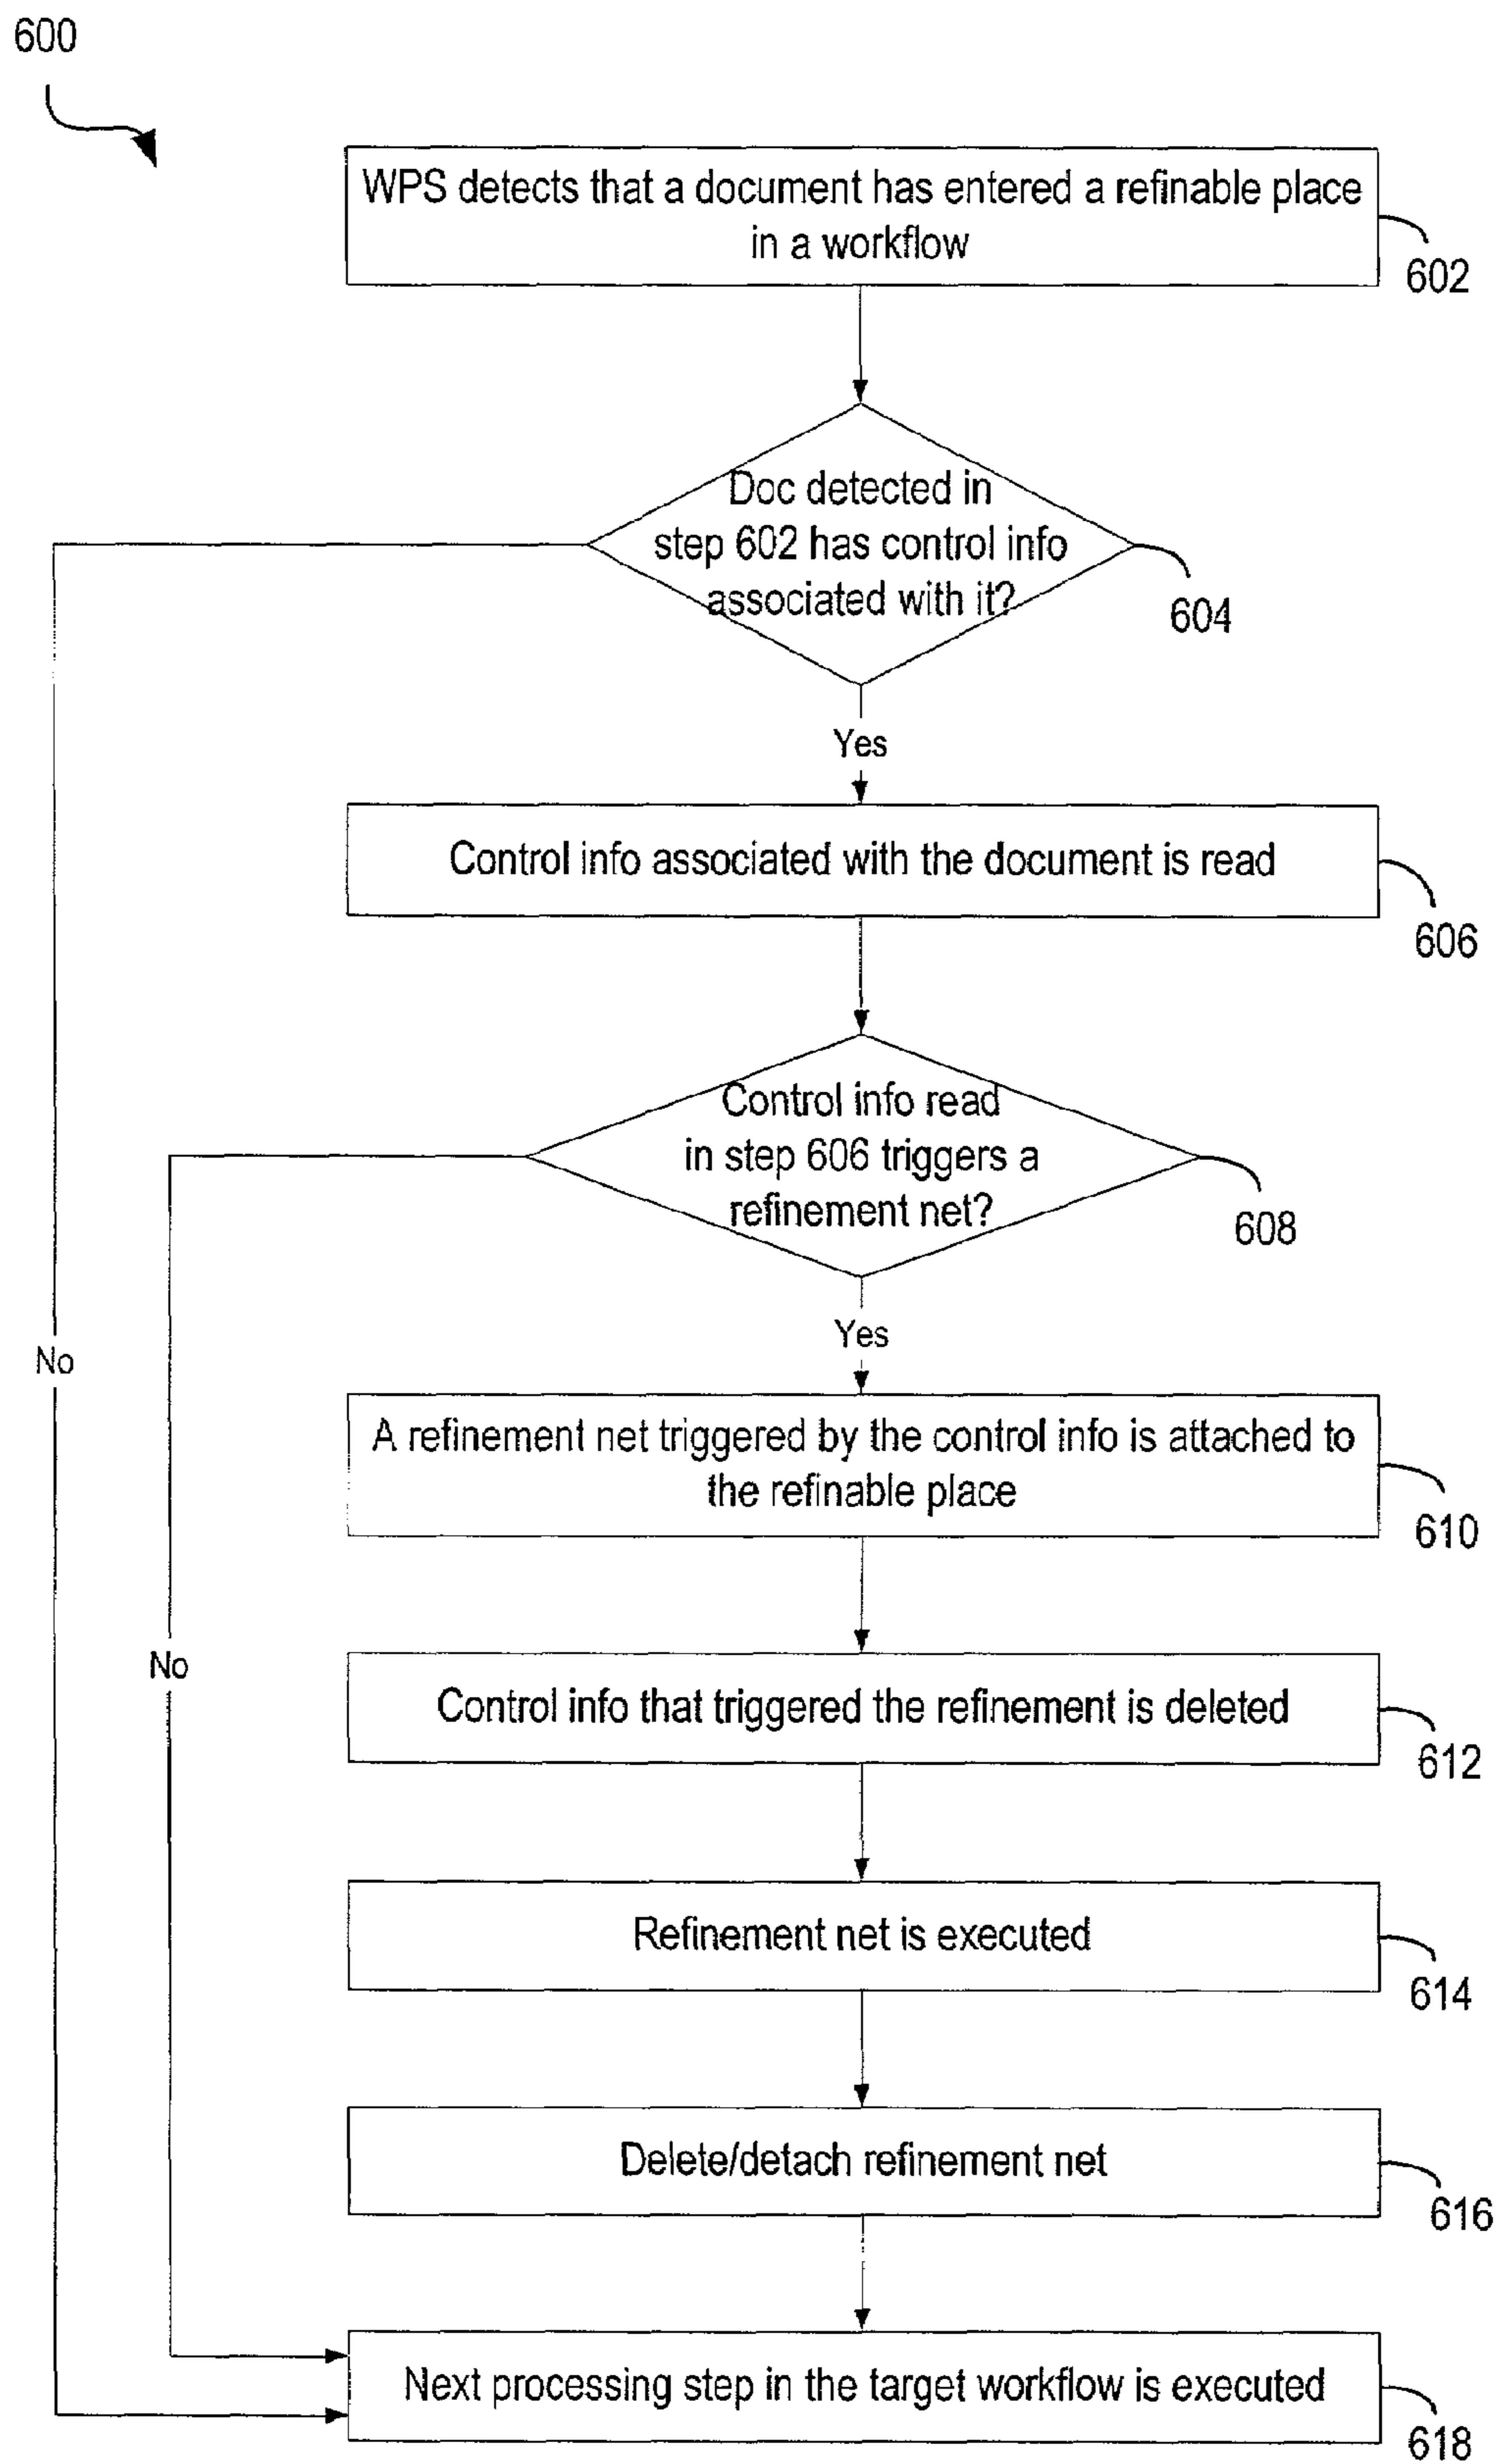 600
WPS detects that a document has entered a refinable place
in a workflow
602
Doc detected in
step 602 has control info
associated with it?
604
Yes
Control info associated with the document is read
606
Control info read
in step 606 triggers a
refinement net?
608
Yes
No
A refinement net triggered by the control info is attached to
the refinable place
610
No
Control info that triggered the refinement is deleted
612
Refinement net is executed
614
Delete/detach refinement net
616
Next processing step in the target workflow is executed
618